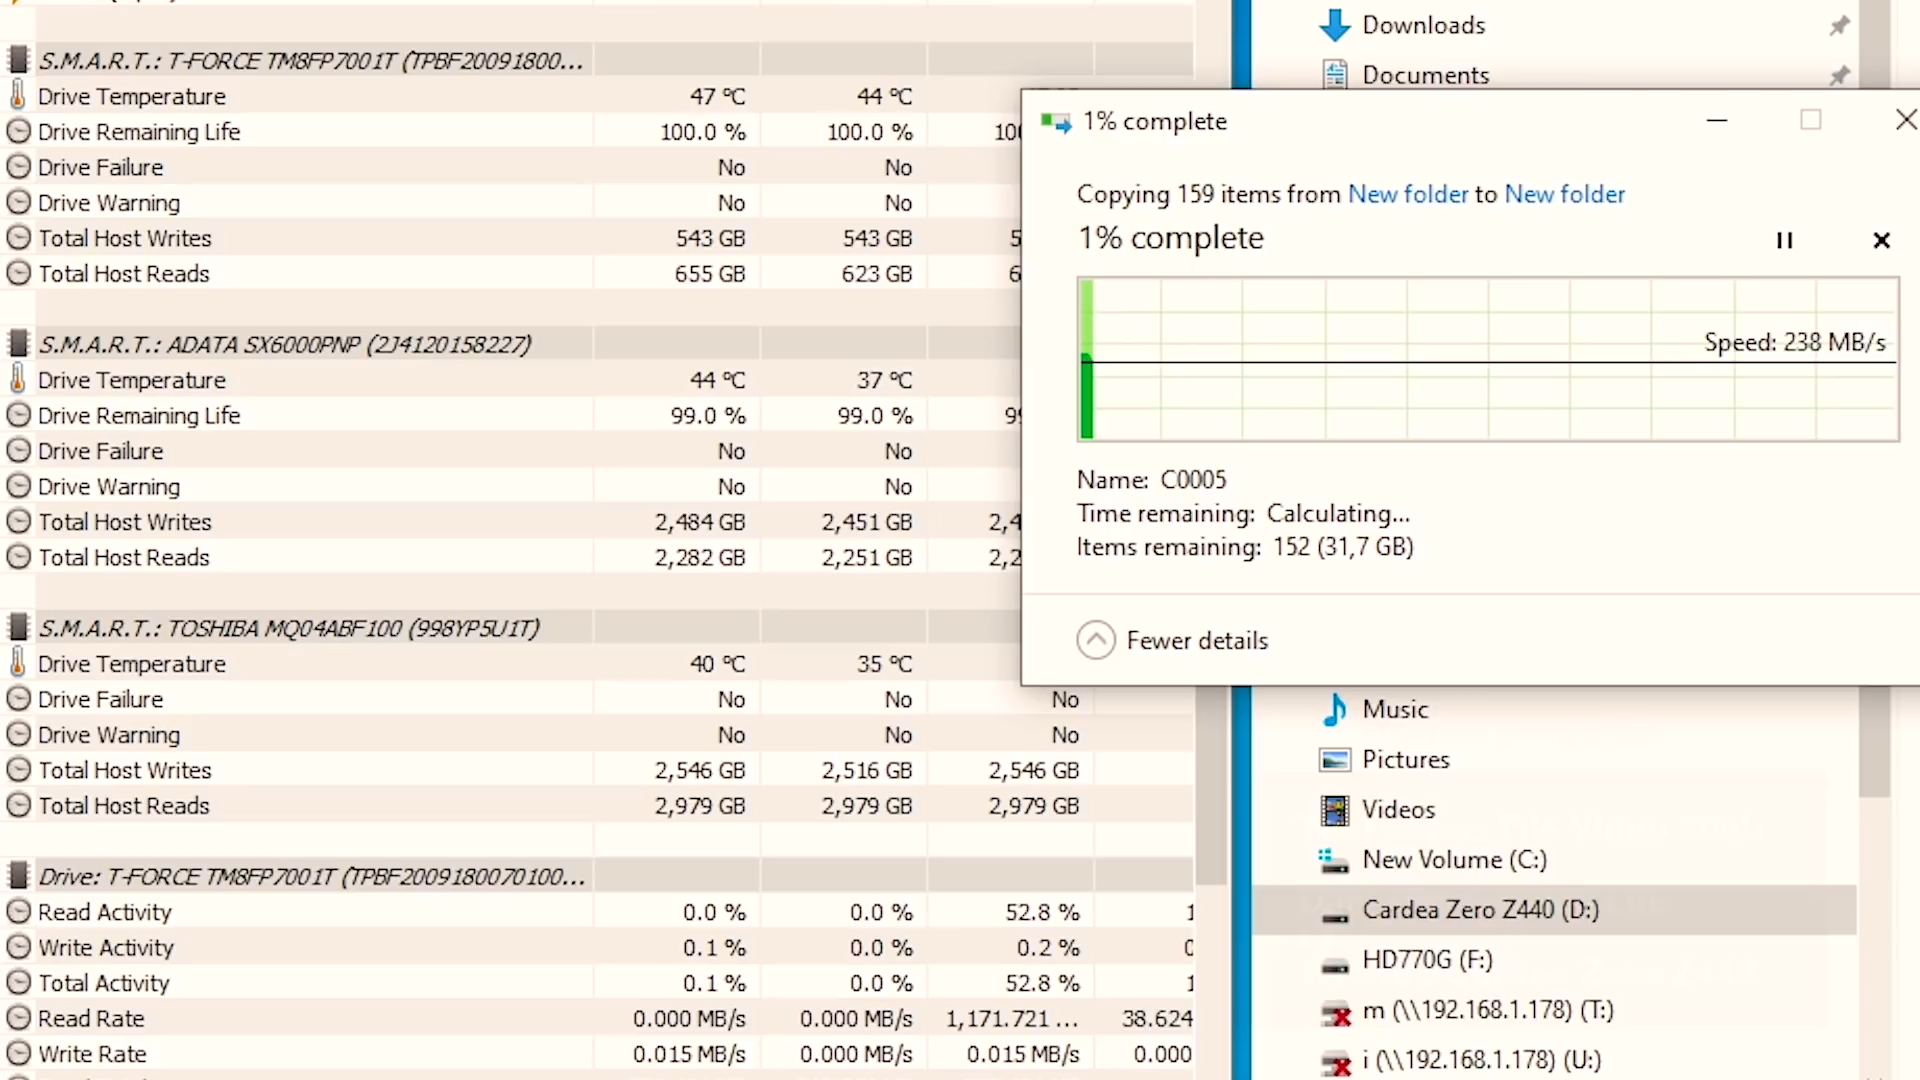 S.M.A.R.T.: T-FORCE TM8FP7001T (TPBF20091800...
Drive Temperature 47 °C 44 °C
Drive Remaining Life 100.0 % 100.0 % 10
Drive Failure No No
Drive Warning No No
Total Host Writes 543 GB 543 GB 5
Total Host Reads 655 GB 623 GB 6
S.M.A.R.T.: ADATA SX6000PNP (2J4120158227)
Drive Temperature 44 °C 37 °C
Drive Remaining Life 99.0 % 99.0 % 99
Drive Failure No No
Drive Warning No No
Total Host Writes 2,484 GB 2,451 GB 2,4
Total Host Reads 2,282 GB 2,251 GB 2,2
S.M.A.R.T.: TOSHIBA MQ04ABF100 (998YP5U1T)
Drive Temperature 40 °C 35 °C
Drive Failure No No No
Drive Warning No No No
Total Host Writes 2,546 GB 2,516 GB 2,546 GB
Total Host Reads 2,979 GB 2,979 GB 2,979 GB
Drive: T-FORCE TM8FP7001T (TPBF2009180070100...
Read Activity 0.0 % 0.0 % 52.8 % 1
Write Activity 0.1 % 0.0 % 0.2 % 0
Total Activity 0.1 % 0.0 % 52.8 % 1
Read Rate 0.000 MB/s 0.000 MB/s 1,171.721 ... 38.624
Write Rate 0.015 MB/s 0.000 MB/s 0.015 MB/s 0.000
Downloads
Documents
1% complete
Copying 159 items from New folder to New folder
1% complete
Speed: 238 MB/s
Name: C0005
Time remaining: Calculating...
Items remaining: 152 (31,7 GB)
Fewer details
Music
Pictures
Videos
New Volume (C:)
Cardea Zero Z440 (D:)
HD770G (F:)
m (\\192.168.1.178) (T:)
i (\\192.168.1.178) (U:)